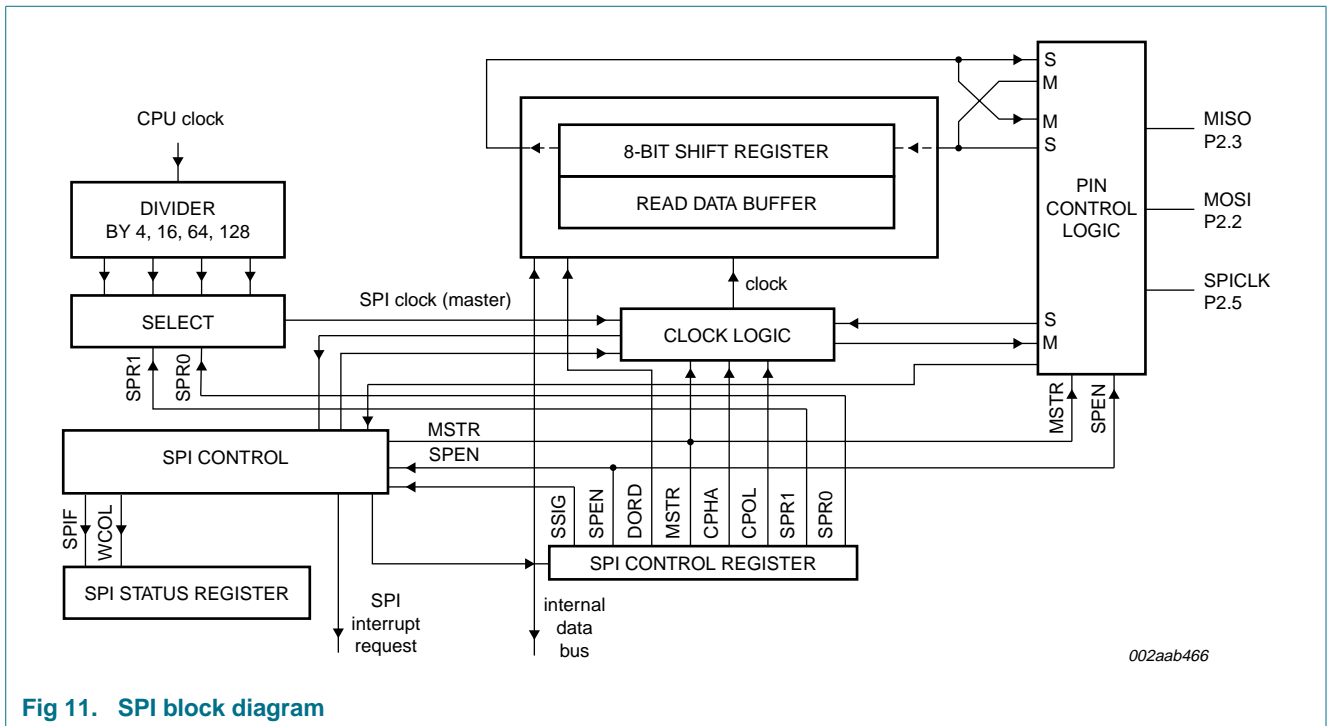 CPU clock
DIVIDER
BY 4, 16, 64, 128
SELECT
SPR1
SPR0
SPI clock (master)
8-BIT SHIFT REGISTER
READ DATA BUFFER
clock
CLOCK LOGIC
S
M
M
S
PIN
CONTROL
LOGIC
S
M
MISO
P2.3
MOSI
P2.2
SPICLK
P2.5
MSTR
SPEN
SPI CONTROL
MSTR
SPEN
SPIF
WCOL
SPI STATUS REGISTER
SSIG
SPEN
DORD
MSTR
CPHA
CPOL
SPR1
SPR0
SPI CONTROL REGISTER
SPI
interrupt
request
internal
data
bus
002aab466
Fig 11. SPI block diagram